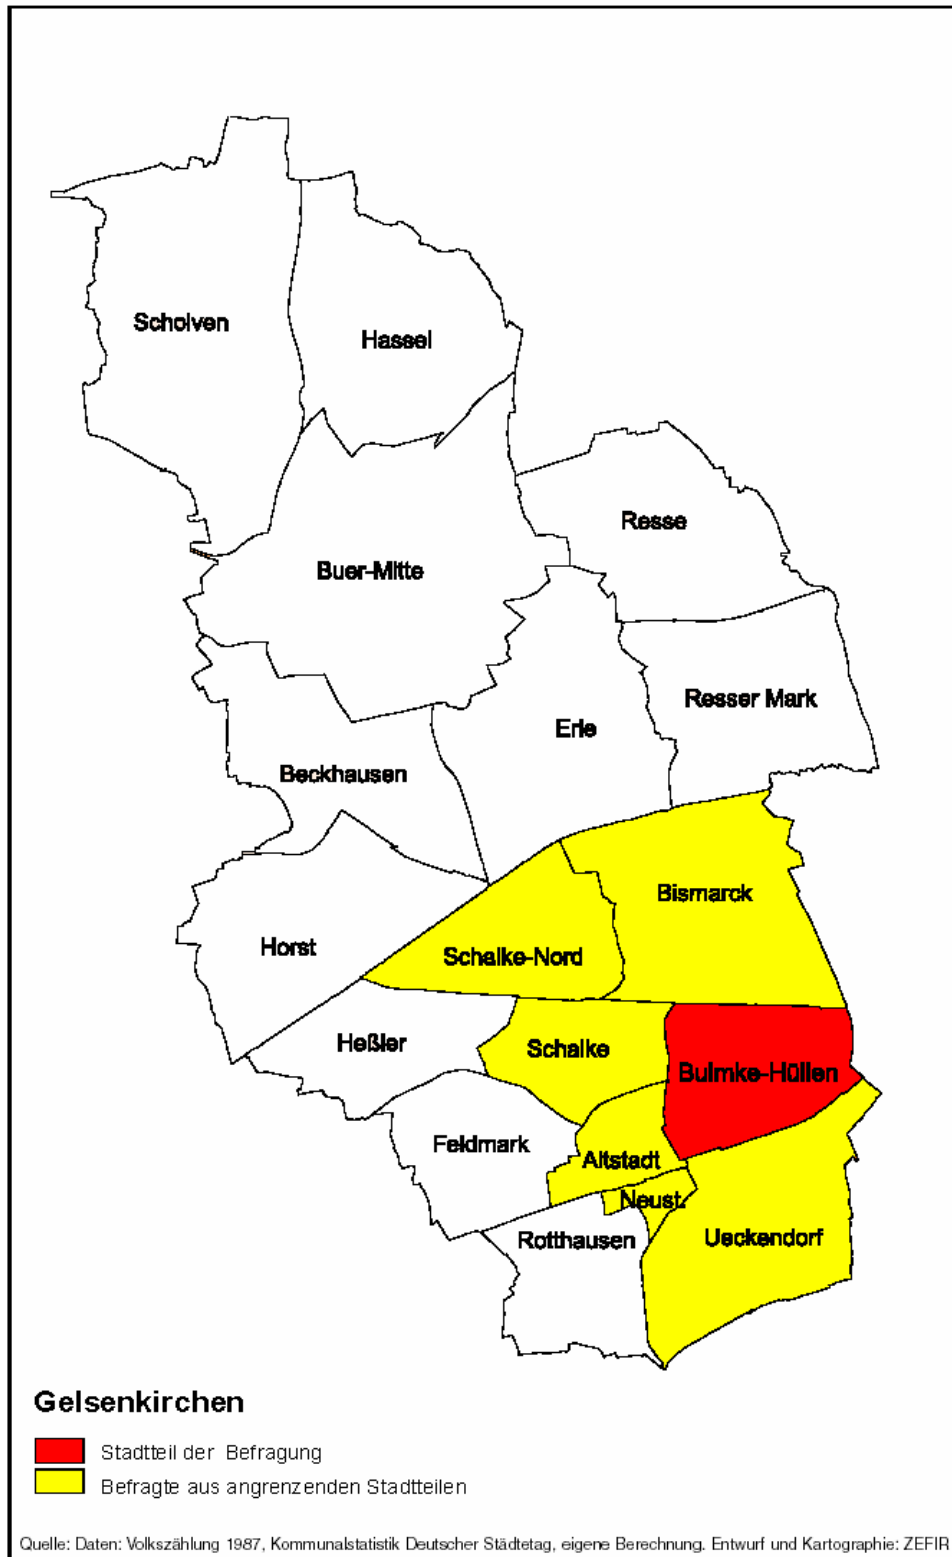 Scholven
Hassel
Resse
Buer-Mitte
Resser Mark
Erle
Beckhausen
Bismarck
Horst
Schalke-Nord
Heßler
Schalke
Bulmke-Hüllen
Feldmark
Altstadt
Neust.
Rotthausen
Ueckendorf
Gelsenkirchen
Stadtteil der Befragung
Befragte aus angrenzenden Stadtteilen
Quelle: Daten: Volkszählung 1987, Kommunalstatistik Deutscher Städtetag, eigene Berechnung. Entwurf und Kartographie: ZEFIR